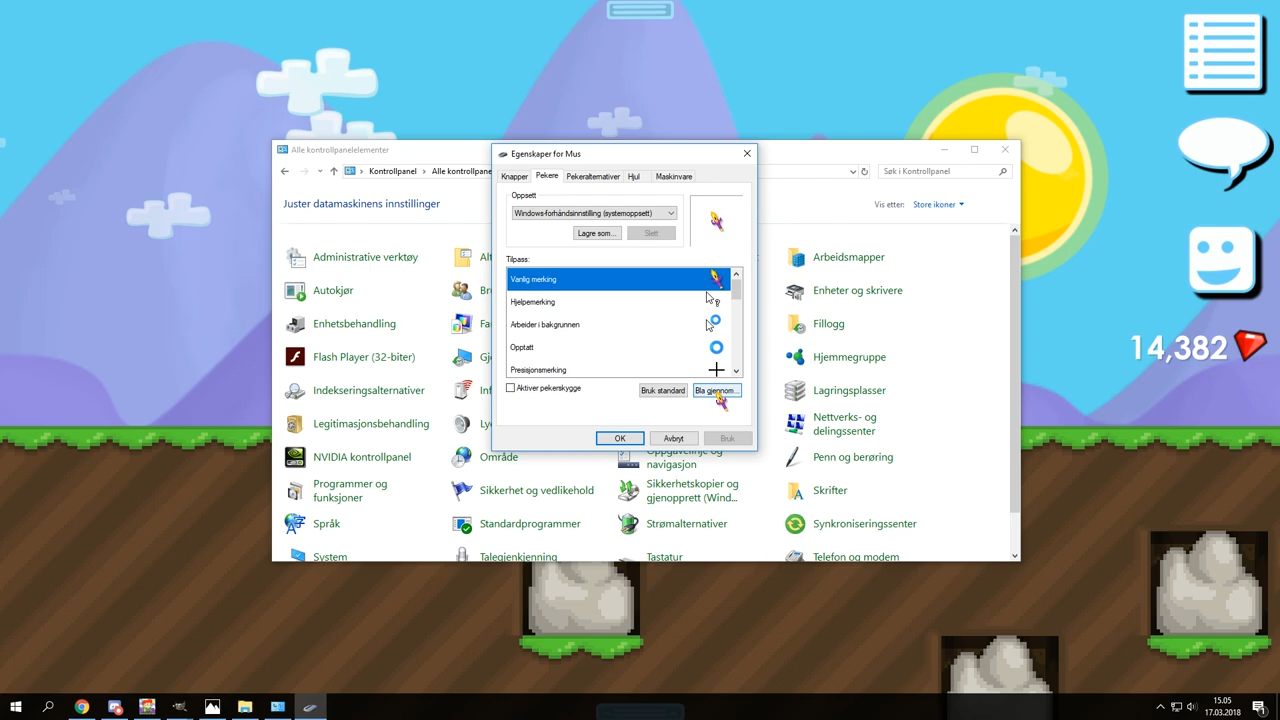 Alle kontrollpanelelementer
Egenskaper for Mus
Kontrollpanel
Alle kontrollpane
Søk i Kontrollpanel
Knapper
Pekere
Pekeralternativer
Hjul
Maskinvare
Juster datamaskinens innstillinger
Vis etter:
Store ikoner
Oppsett
Windows-forhåndsinnstilling (systemoppsett)
Lagre som...
Slett
Tilpass:
Vanlig merking
Hjelpemerking
Arbeider i bakgrunnen
Opptatt
Presisjonsmerking
Aktiver pekerskygge
Bruk standard
Bla gjennom...
OK
Avbryt
Bruk
Administrative verktøy
Arbeidsmapper
Autokjør
Enheter og skrivere
Enhetsbehandling
Fillogg
Flash Player (32-biter)
Hjemmegruppe
Indekseringsalternativer
Lagringsplasser
Legitimasjonsbehandling
Nettverks- og
delingssenter
NVIDIA kontrollpanel
Område
Oppgavelinje og
navigasjon
Penn og berøring
Programmer og
funksjoner
Sikkerhet og vedlikehold
Sikkerhetskopier og
gjenopprett (Wind...
Skrifter
Språk
Standardprogrammer
Strømalternativer
Synkroniseringssenter
System
Talegjenkjenning
Tastatur
Telefon og modem
14,382
15.05
17.03.2018